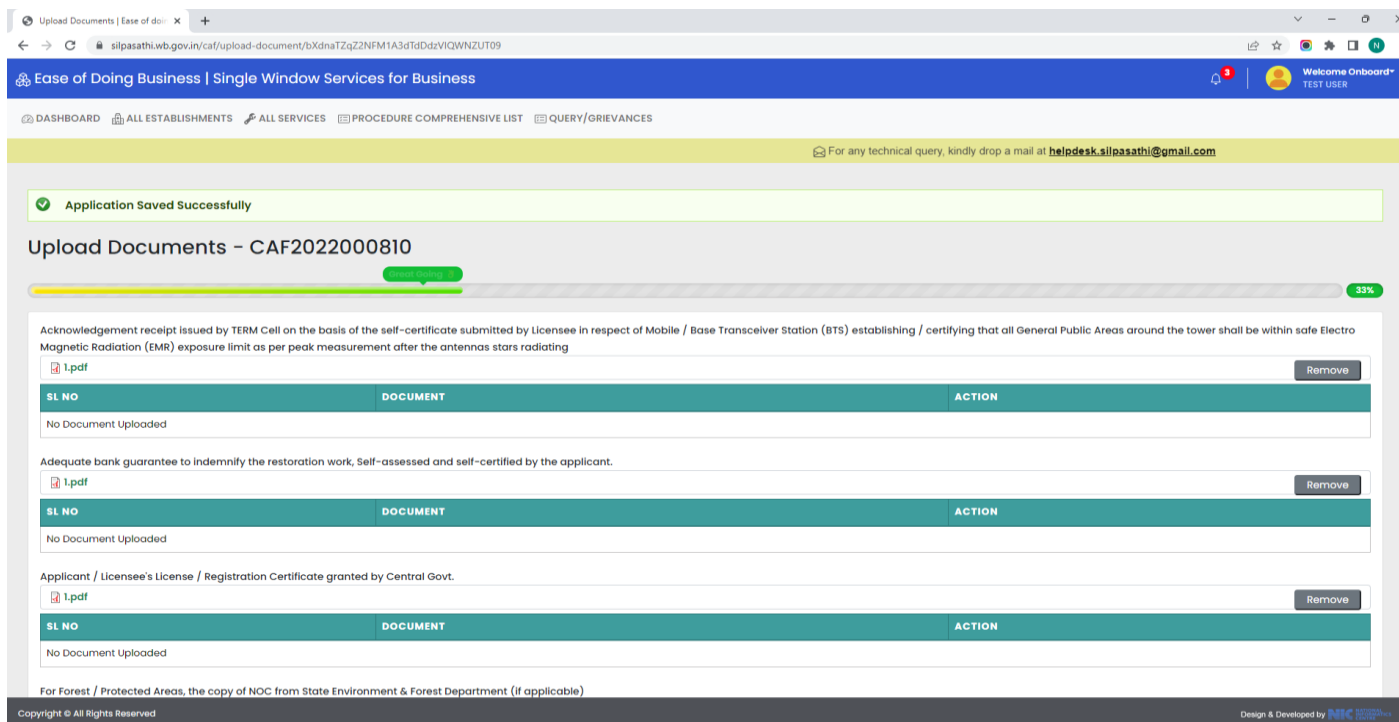 Upload Documents | Ease of doin
silpasathi.wb.gov.in/caf/upload-document/bXdnaTZqZ2NFM1A3dTdDdzVIQWNZUT09
N
Ease of Doing Business | Single Window Services for Business
3
Welcome Onboard
TEST USER
DASHBOARD ALL ESTABLISHMENTS ALL SERVICES PROCEDURE COMPREHENSIVE LIST QUERY/GRIEVANCES
For any technical query, kindly drop a mail at helpdesk.silpasathi@gmail.com
Application Saved Successfully
Upload Documents - CAF2022000810
Great Going
33%
Acknowledgement receipt issued by TERM Cell on the basis of the self-certificate submitted by Licensee in respect of Mobile / Base Transceiver Station (BTS) establishing / certifying that all General Public Areas around the tower shall be within safe Electro
Magnetic Radiation (EMR) exposure limit as per peak measurement after the antennas stars radiating
1.pdf Remove
SL NO DOCUMENT ACTION
No Document Uploaded
Adequate bank guarantee to indemnify the restoration work, Self-assessed and self-certified by the applicant.
1.pdf Remove
SL NO DOCUMENT ACTION
No Document Uploaded
Applicant / Licensee's License / Registration Certificate granted by Central Govt.
1.pdf Remove
SL NO DOCUMENT ACTION
No Document Uploaded
For Forest / Protected Areas, the copy of NOC from State Environment & Forest Department (if applicable)
Copyright © All Rights Reserved Design & Developed by NIC